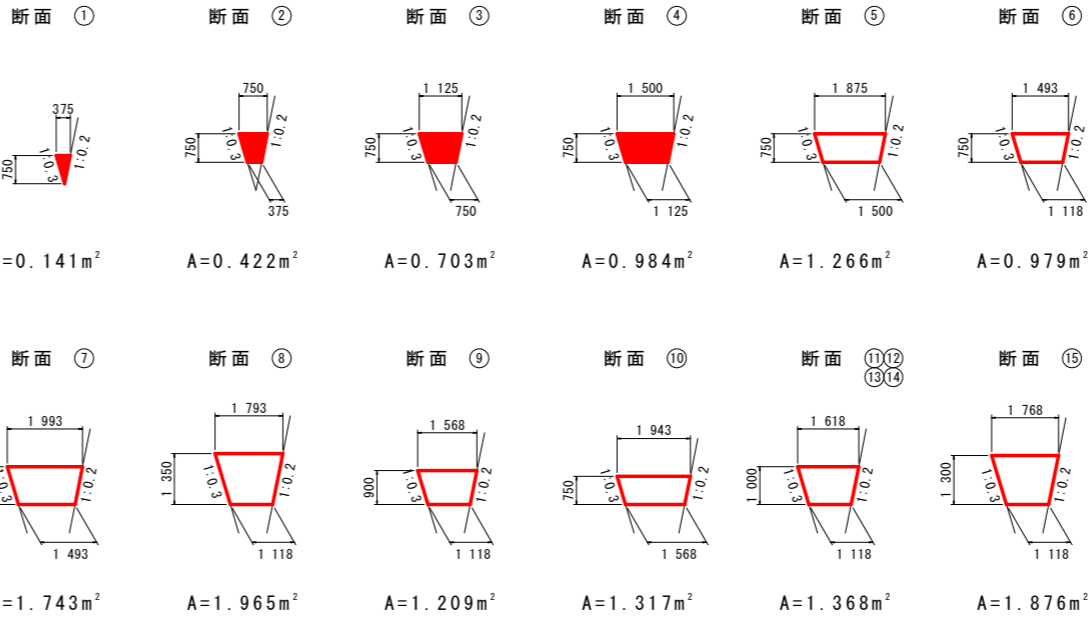 断面 ①
375
750
1:0.3
1:0.2
=0.141m²
断面 ②
750
750
1:0.3
1:0.2
375
A=0.422m²
断面 ③
1 125
750
1:0.3
1:0.2
750
A=0.703m²
断面 ④
1 500
750
1:0.3
1:0.2
1 125
A=0.984m²
断面 ⑤
1 875
750
1:0.3
1:0.2
1 500
A=1.266m²
断面 ⑥
1 493
750
1:0.3
1:0.2
1 118
A=0.979m²
断面 ⑦
1 993
1:0.3
1:0.2
1 493
=1.743m²
断面 ⑧
1 793
1 350
1:0.3
1:0.2
1 118
A=1.965m²
断面 ⑨
1 568
900
1:0.3
1:0.2
1 118
A=1.209m²
断面 ⑩
1 943
750
1:0.3
1:0.2
1 568
A=1.317m²
断面 ⑪⑫
⑬⑭
1 618
1 000
1:0.3
1:0.2
1 118
A=1.368m²
断面 ⑮
1 768
1 300
1:0.3
1:0.2
1 118
A=1.876m²